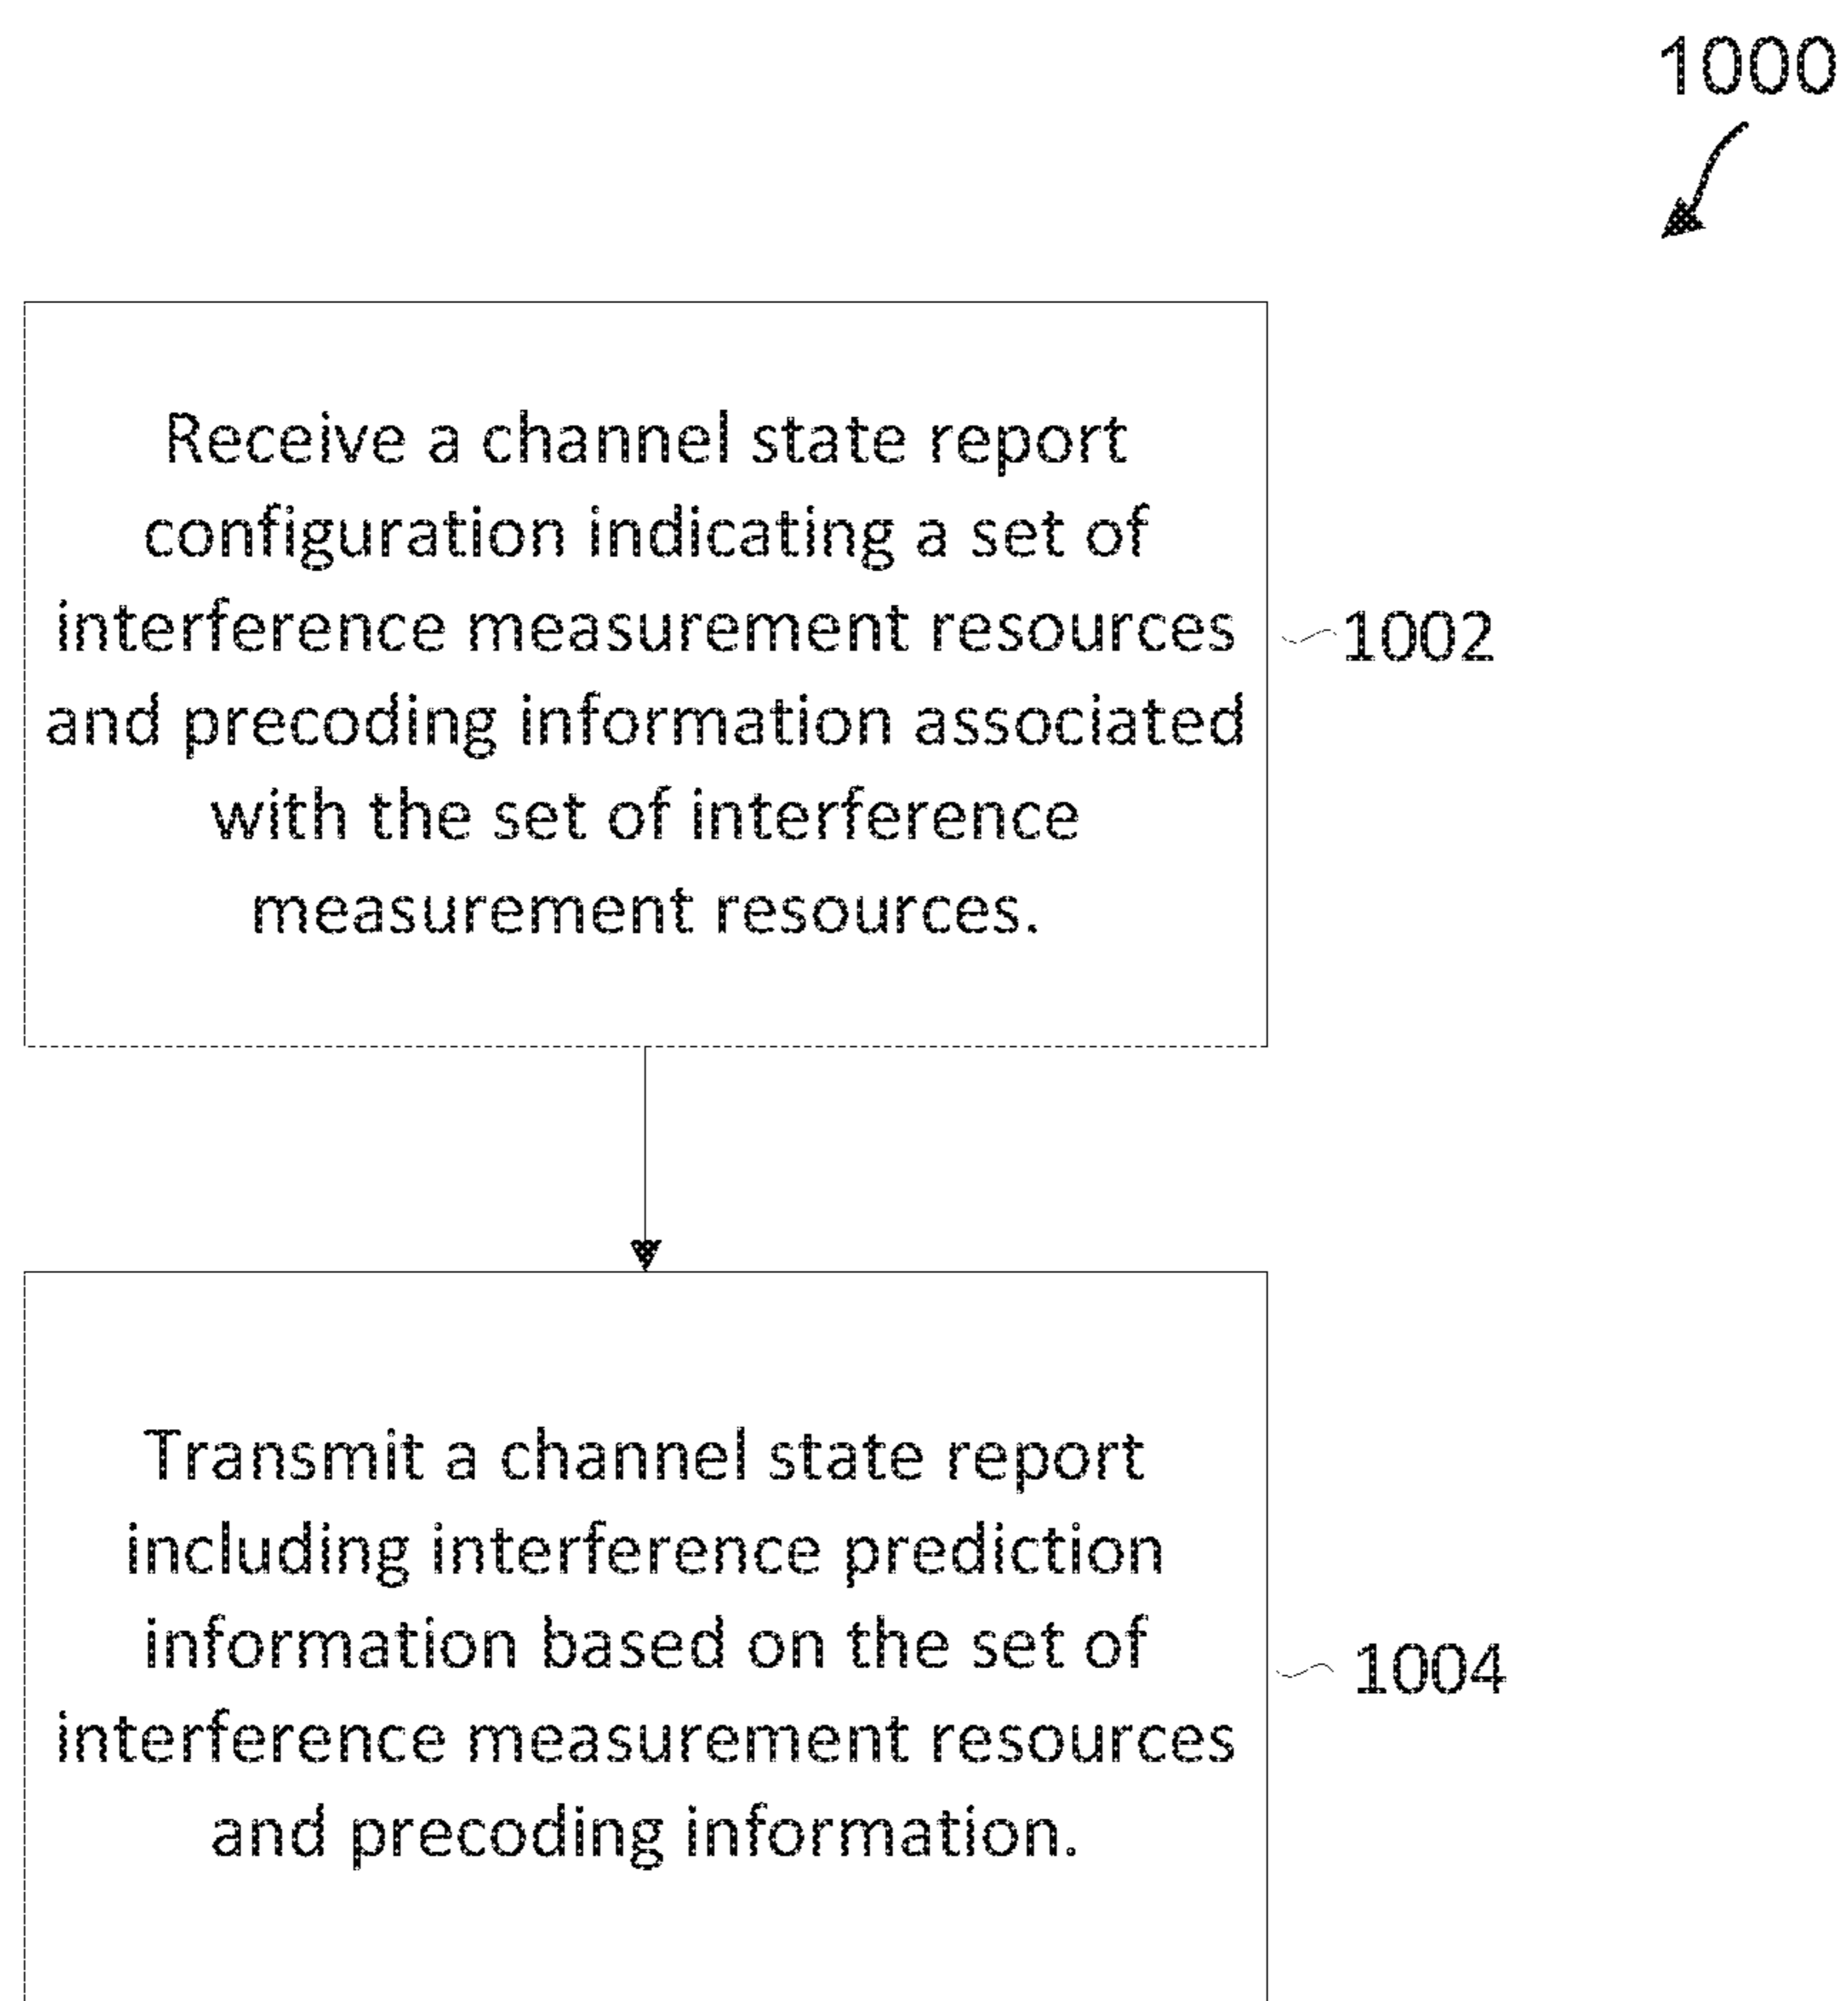 1000
Receive a channel state report
configuration indicating a set of
interference measurement resources
and precoding information associated
with the set of interference
measurement resources.
1002
Transmit a channel state report
including interference prediction
information based on the set of
interference measurement resources
and precoding information.
1004